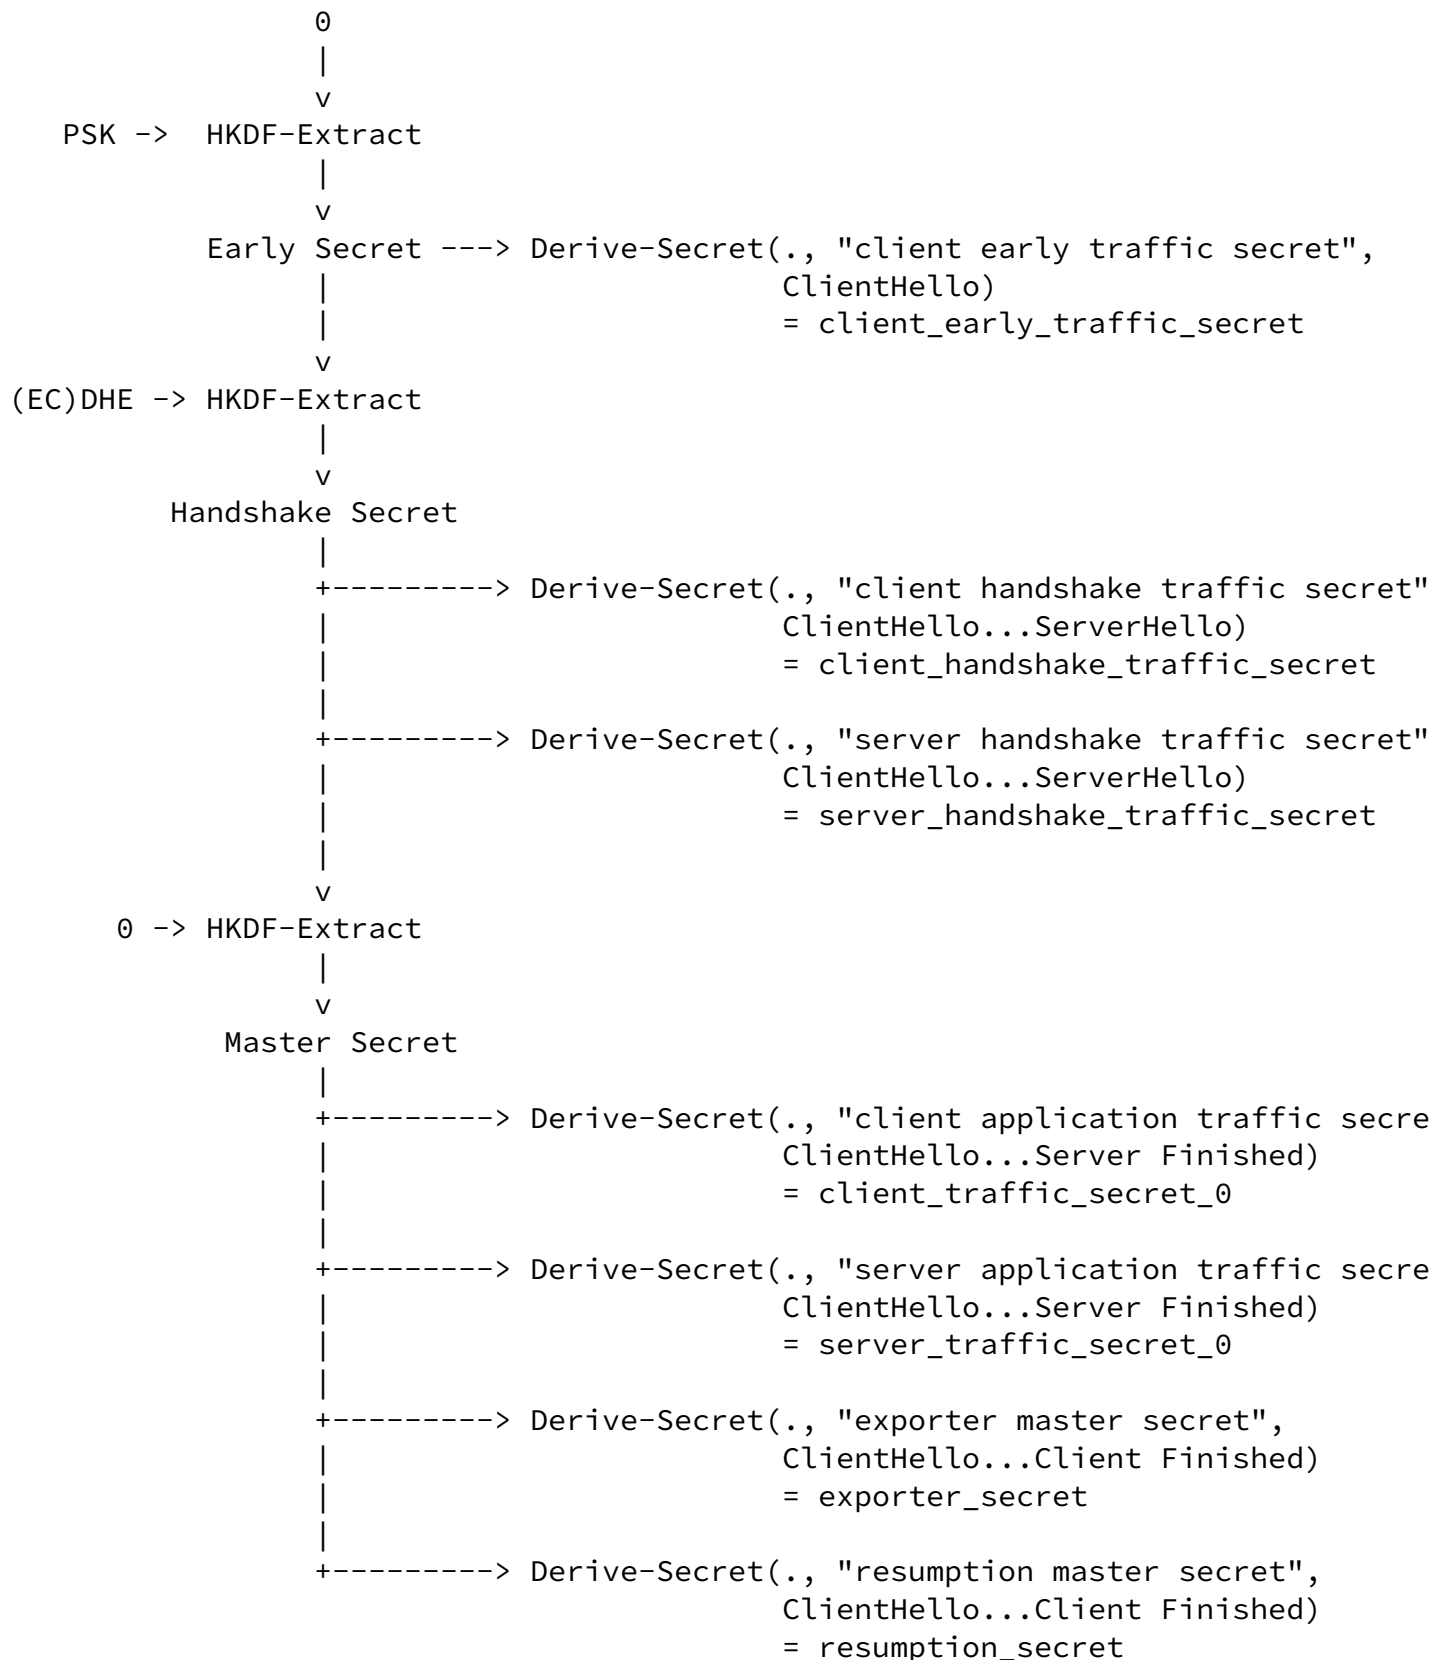 0
|
v
PSK -> HKDF-Extract
|
v
Early Secret ---> Derive-Secret(., "client early traffic secret",
| ClientHello)
| = client_early_traffic_secret
v
(EC)DHE -> HKDF-Extract
|
v
Handshake Secret
|
+---------> Derive-Secret(., "client handshake traffic secret"
| ClientHello...ServerHello)
| = client_handshake_traffic_secret
|
+---------> Derive-Secret(., "server handshake traffic secret"
| ClientHello...ServerHello)
| = server_handshake_traffic_secret
|
v
0 -> HKDF-Extract
|
v
Master Secret
|
+---------> Derive-Secret(., "client application traffic secre
| ClientHello...Server Finished)
| = client_traffic_secret_0
|
+---------> Derive-Secret(., "server application traffic secre
| ClientHello...Server Finished)
| = server_traffic_secret_0
|
+---------> Derive-Secret(., "exporter master secret",
| ClientHello...Client Finished)
| = exporter_secret
|
+---------> Derive-Secret(., "resumption master secret",
ClientHello...Client Finished)
= resumption_secret